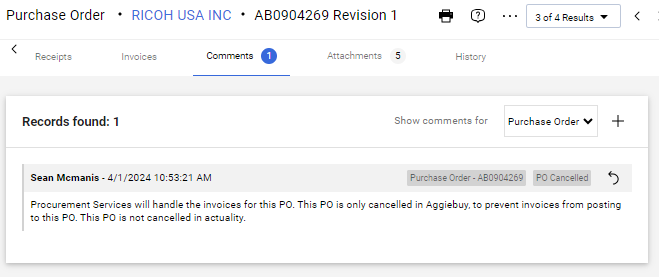 Purchase Order • RICOH USA INC • AB0904269 Revision 1
3 of 4 Results
Receipts Invoices Comments 1 Attachments 5 History
Records found: 1 Show comments for Purchase Order
Sean Mcmanis - 4/1/2024 10:53:21 AM Purchase Order - AB0904269 PO Cancelled
Procurement Services will handle the invoices for this PO. This PO is only cancelled in Aggiebuy, to prevent invoices from posting
to this PO. This PO is not cancelled in actuality.